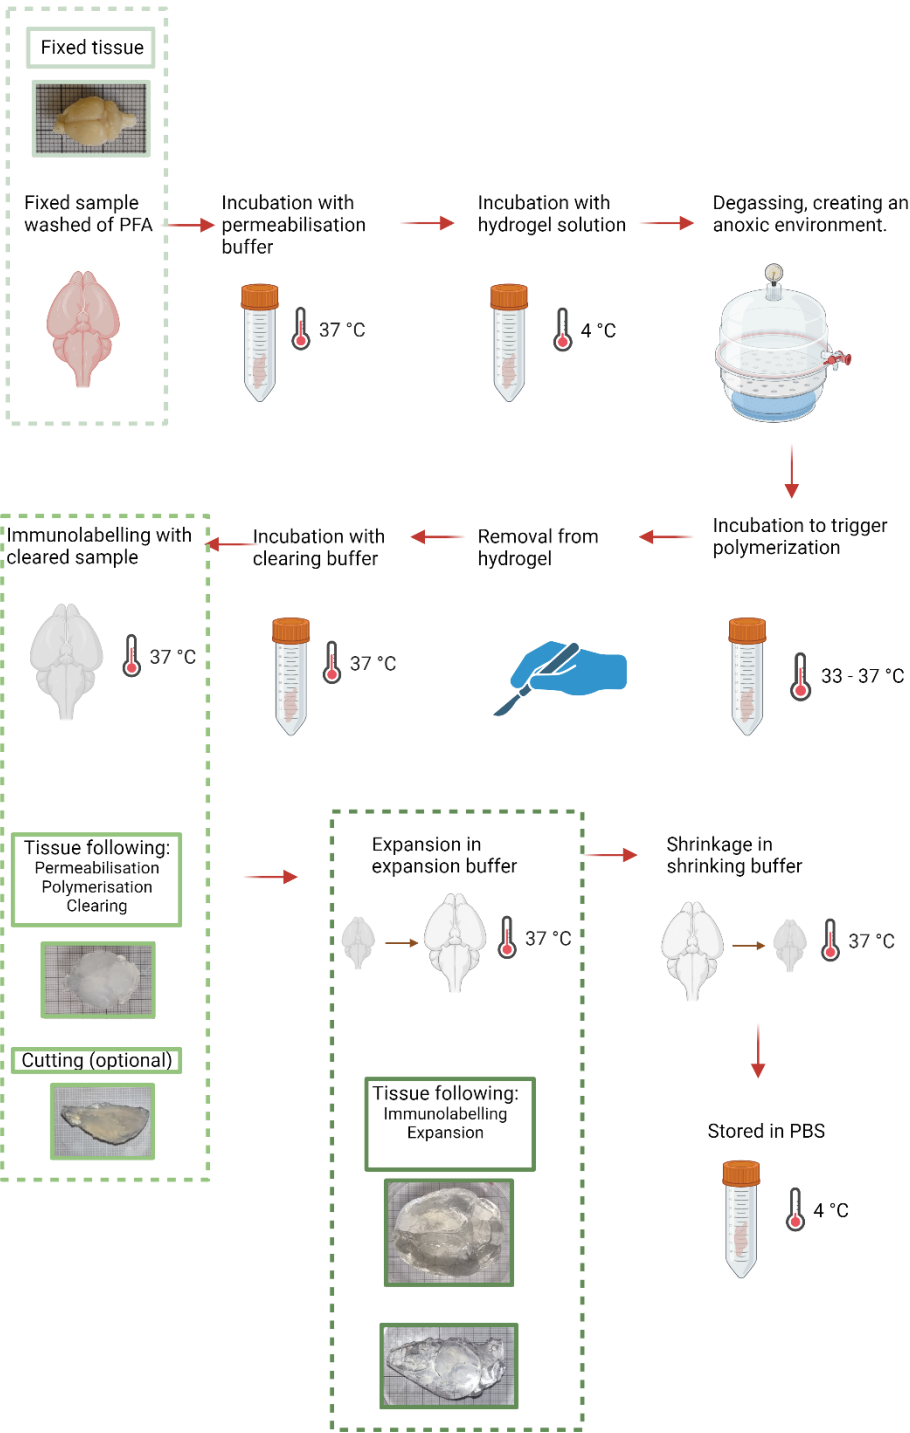 Fixed tissue
Fixed sample
washed of PFA
Incubation with
permeabilisation
buffer
37 °C
Incubation with
hydrogel solution
4 °C
Degassing, creating an
anoxic environment.
Incubation to trigger
polymerization
33 - 37 °C
Removal from
hydrogel
Incubation with
clearing buffer
37 °C
Immunolabelling with
cleared sample
37 °C
Tissue following:
Permeabilisation
Polymerisation
Clearing
Cutting (optional)
Expansion in
expansion buffer
37 °C
Tissue following:
Immunolabelling
Expansion
Shrinkage in
shrinking buffer
37 °C
Stored in PBS
4 °C